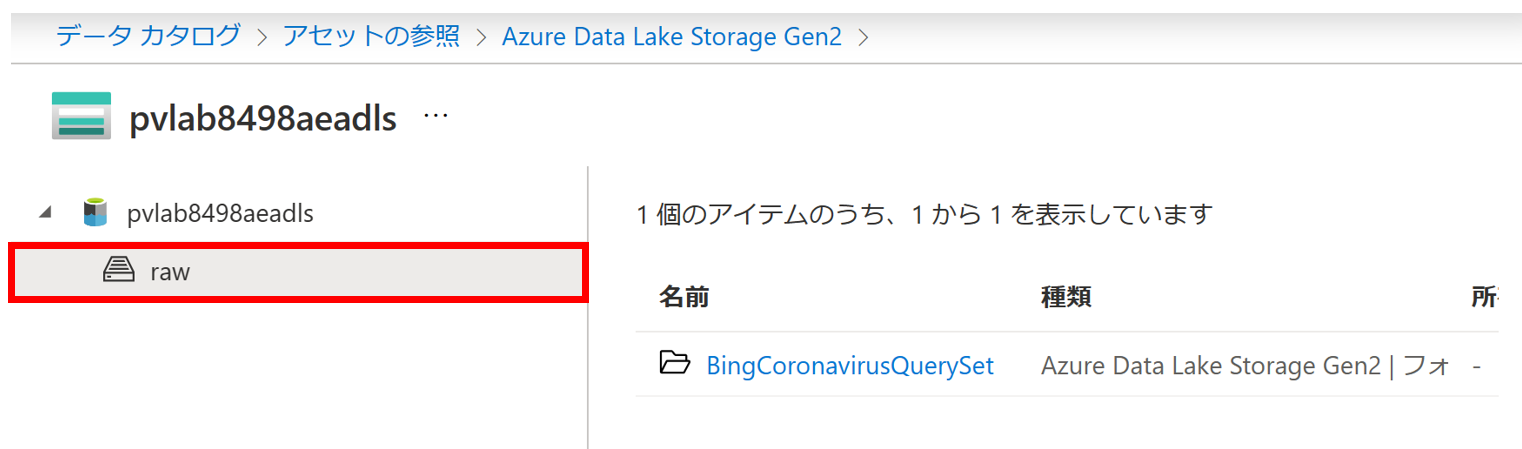 データ カタログ > アセットの参照 > Azure Data Lake Storage Gen2 >
pvlab8498aeadls ...
pvlab8498aeadls
raw
1 個のアイテムのうち、1 から 1 を表示しています
名前 種類 所
BingCoronavirusQuerySet Azure Data Lake Storage Gen2 | フォ -